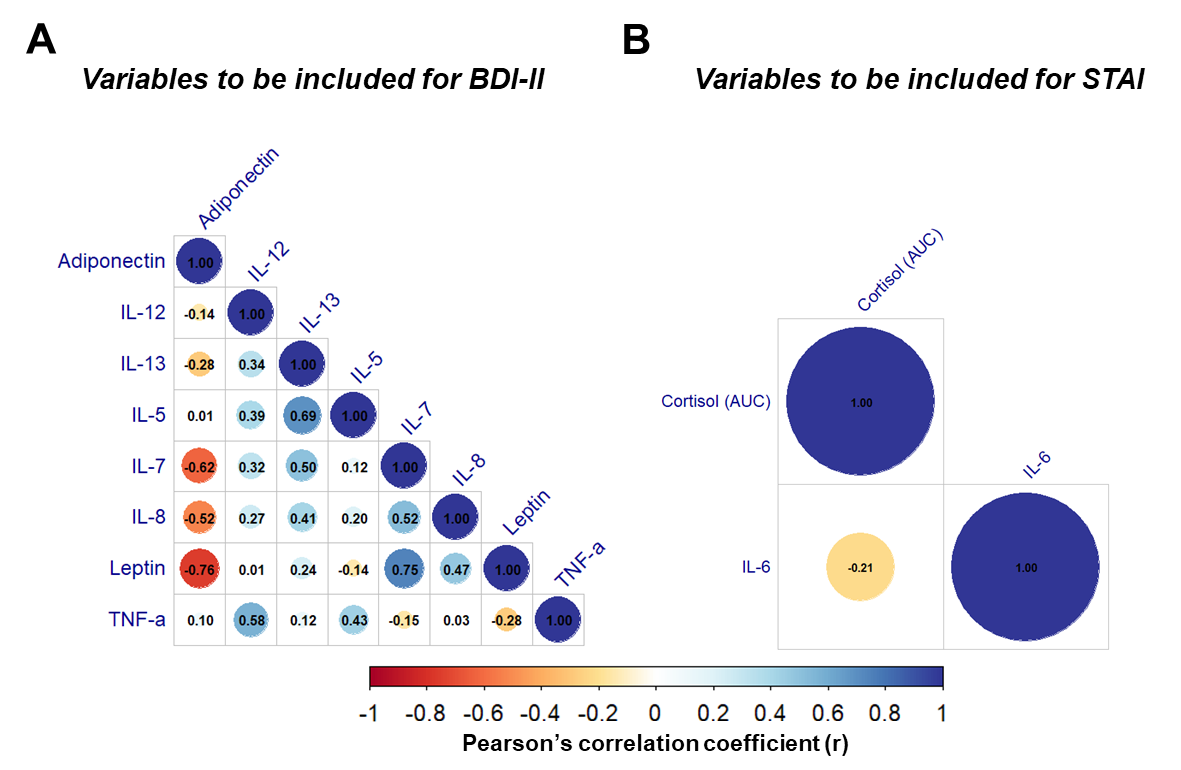 A
B
Variables to be included for BDI-II
Variables to be included for STAI
Adiponectin
IL-12
IL-13
IL-5
IL-7
IL-8
Leptin
TNF-a
Adiponectin 1.00
IL-12 -0.14 1.00
IL-13 -0.28 0.34 1.00
IL-5 0.01 0.39 0.69 1.00
IL-7 -0.62 0.32 0.50 0.12 1.00
IL-8 -0.52 0.27 0.41 0.20 0.52 1.00
Leptin -0.76 0.01 0.24 -0.14 0.75 0.47 1.00
TNF-a 0.10 0.58 0.12 0.43 -0.15 0.03 -0.28 1.00
Cortisol (AUC)
IL-6
Cortisol (AUC) 1.00
IL-6 -0.21 1.00
-1 -0.8 -0.6 -0.4 -0.2 0 0.2 0.4 0.6 0.8 1
Pearson's correlation coefficient (r)